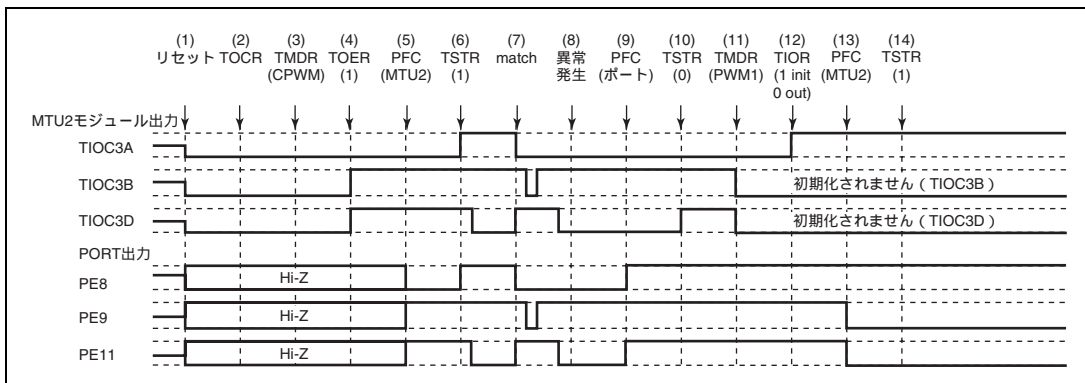 (1) (2) (3) (4) (5) (6) (7) (8) (9) (10) (11) (12) (13) (14)
リセット TOCR TMDR TOER PFC TSTR match 異常 PFC TSTR TMDR TIOR PFC TSTR
(CPWM) (1) (MTU2) (1) 発生 (ポート) (0) (PWM1) (1 init (MTU2) (1)
0 out)
MTU2モジュール出力
TIOC3A
TIOC3B 初期化されません（TIOC3B）
TIOC3D 初期化されません（TIOC3D）
PORT出力
PE8 Hi-Z
PE9 Hi-Z
PE11 Hi-Z